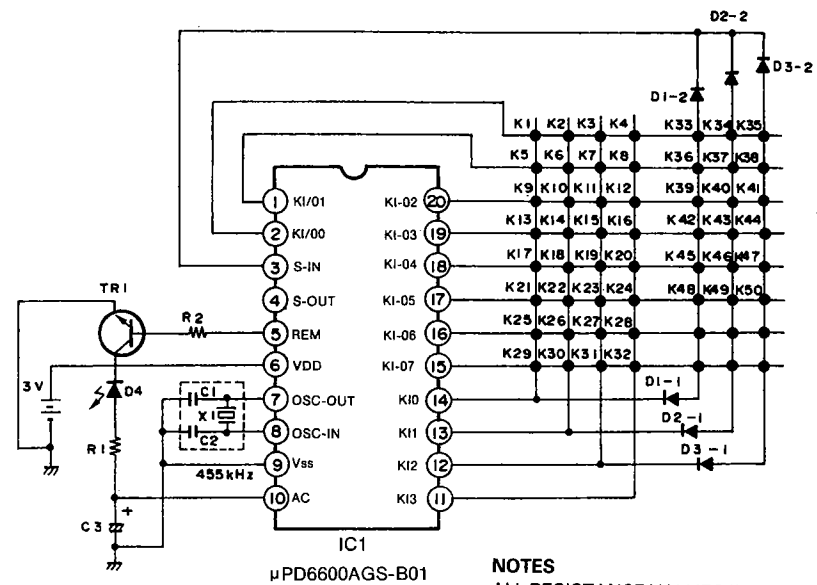 D2-2
D3-2
D1-2
K1 K2 K3 K4 K33 K34 K35
K5 K6 K7 K8 K36 K37 K38
K9 K10 K11 K12 K39 K40 K41
K13 K14 K15 K16 K42 K43 K44
K17 K18 K19 K20 K45 K46 K47
K21 K22 K23 K24 K48 K49 K50
K25 K26 K27 K28
K29 K30 K31 K32
1 KI/01 KI-02 20
2 KI/00 KI-03 19
3 S-IN KI-04 18
4 S-OUT KI-05 17
5 REM KI-06 16
6 VDD KI-07 15
7 OSC-OUT KI0 14
8 OSC-IN KI1 13
9 Vss KI2 12
10 AC KI3 11
TR1
R2
3V
D4
C1
X1
C2
R1
455kHz
+
C3
D1-1
D2-1
D3-1
IC1
μPD6600AGS-B01
NOTES